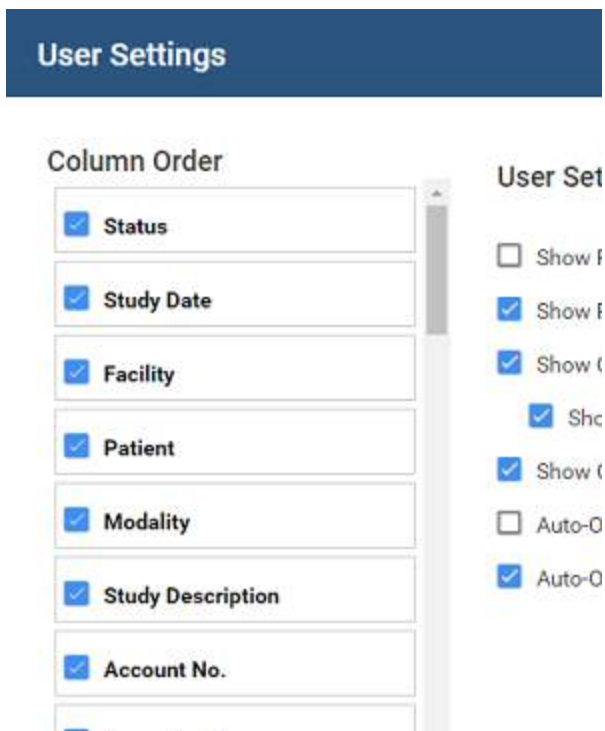 User Settings
Column Order
Status
Study Date
Facility
Patient
Modality
Study Description
Account No.
User Set
Show
Show
Show
Sho
Show
Auto-O
Auto-O